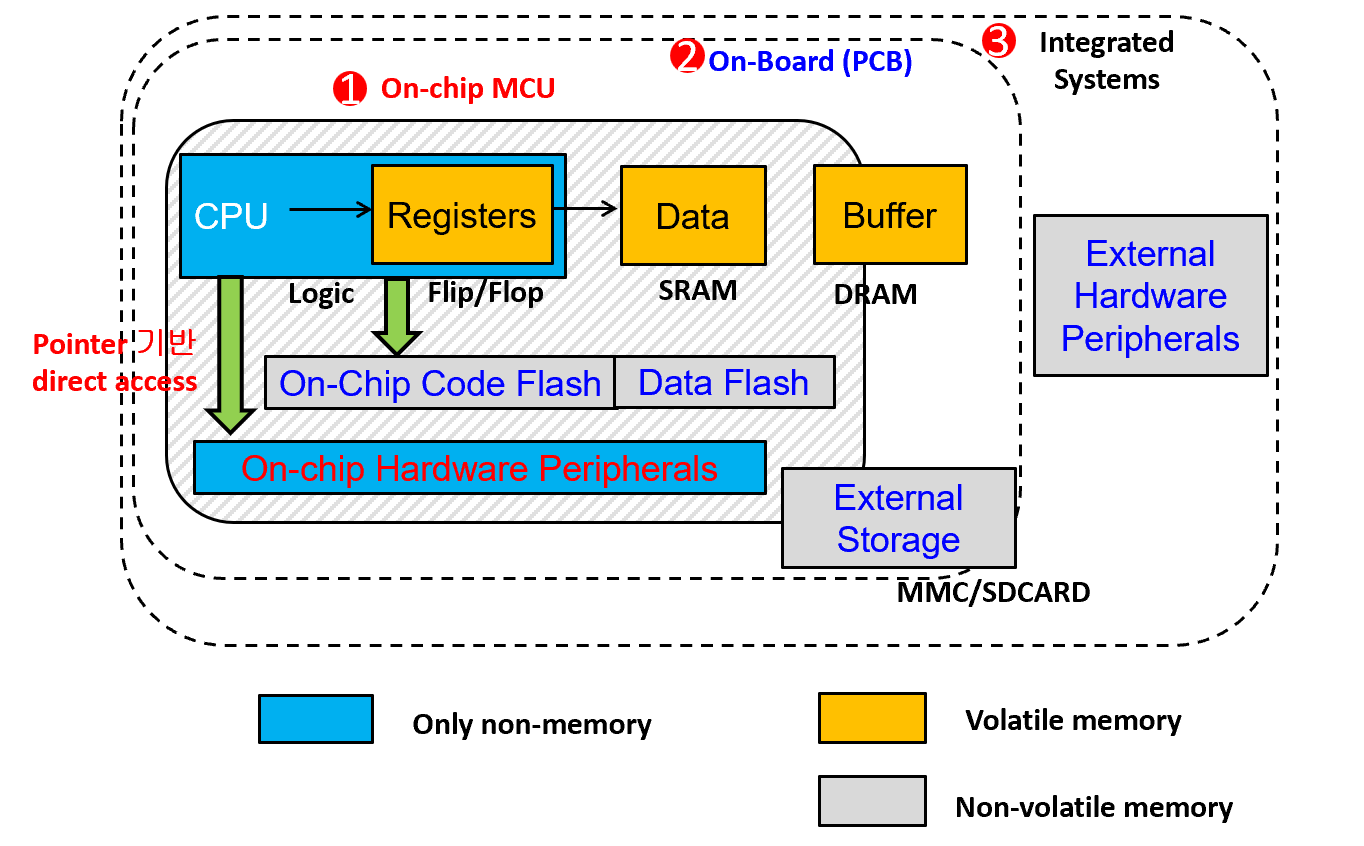 ❸ Integrated
Systems
❷ On-Board (PCB)
❶ On-chip MCU
CPU
Registers
Data
Buffer
Logic
Flip/Flop
SRAM
DRAM
External
Hardware
Peripherals
Pointer 기반
direct access
On-Chip Code Flash
Data Flash
On-chip Hardware Peripherals
External
Storage
MMC/SDCARD
Only non-memory
Volatile memory
Non-volatile memory